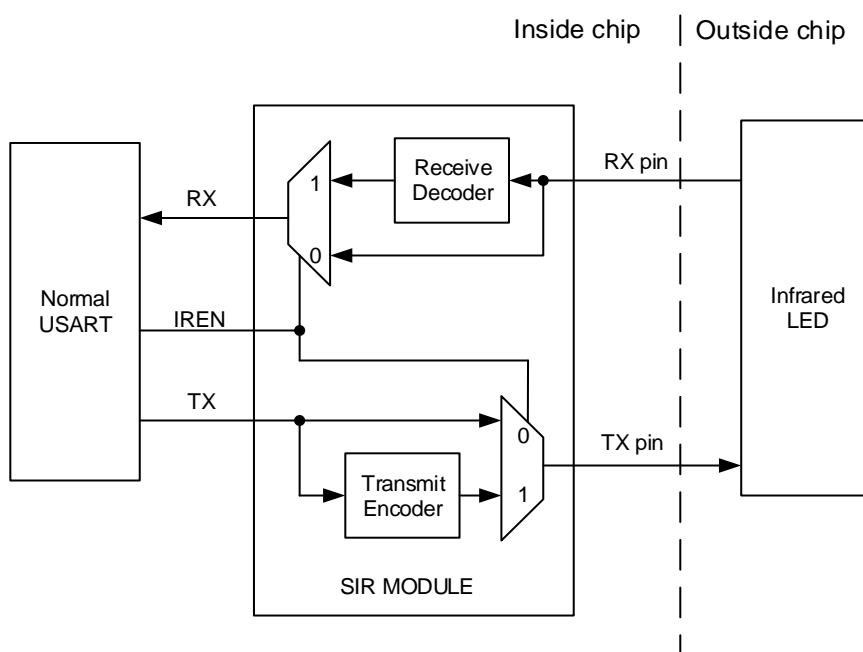 Inside chip
Outside chip
RX pin
Receive
Decoder
1
RX
0
Normal
USART
IREN
Infrared
LED
TX
0
TX pin
Transmit
Encoder
1
SIR MODULE